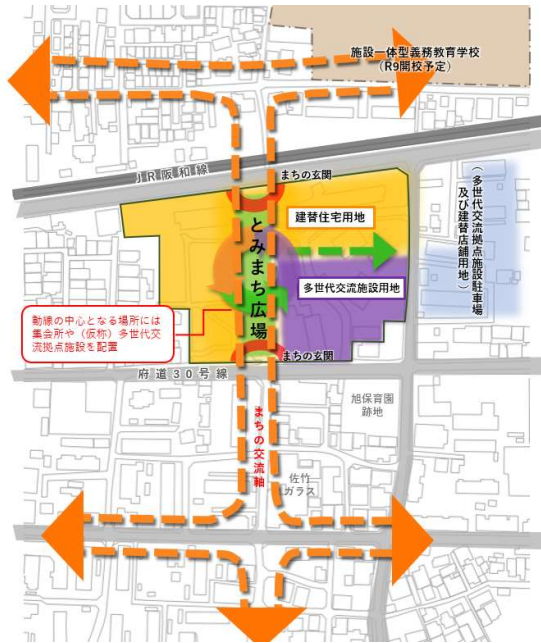 施設一体型義務教育学校
（R9開校予定）
JR阪和線
まちの玄関
建替住宅用地
とみまち広場
多世代交流施設用地
（多世代交流拠点施設駐車場
及び建替店舗用地）
動線の中心となる場所には
集会所や（仮称）多世代交
流拠点施設を配置
まちの玄関
府道30号線
旭保育園
跡地
まちの交流軸
佐竹
ガラス